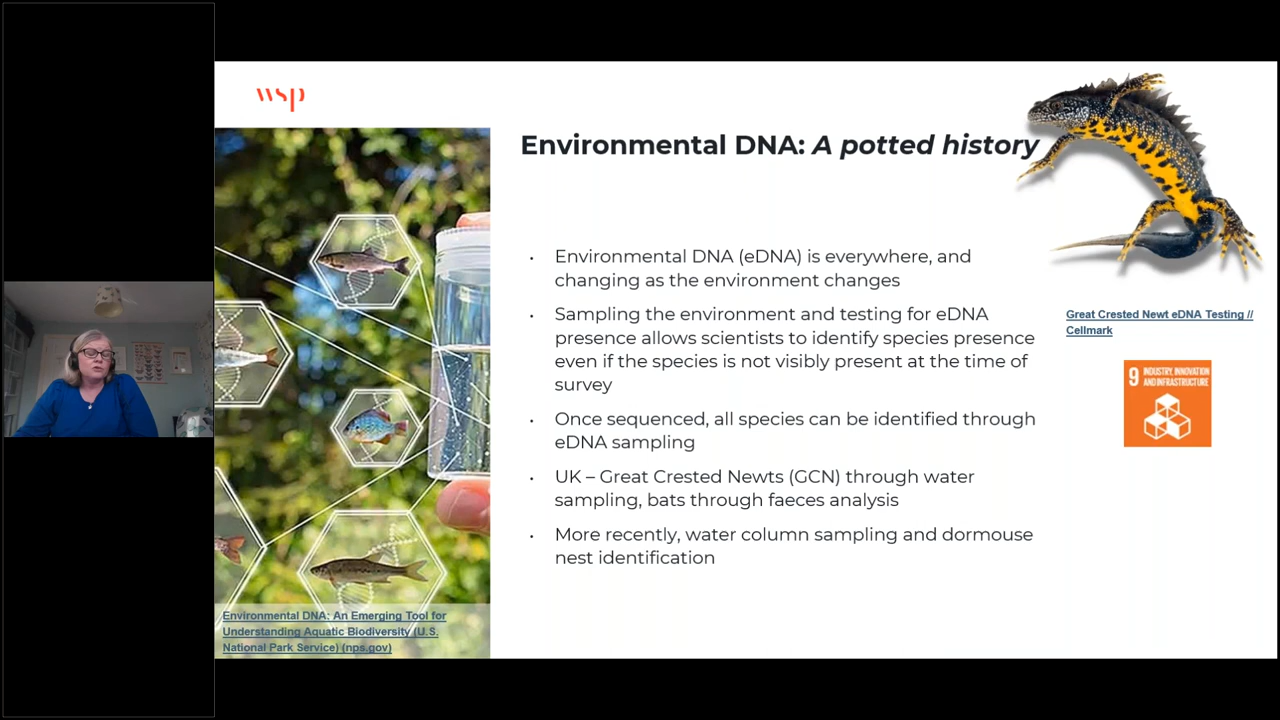 wsp
Environmental DNA: A potted history
• Environmental DNA (eDNA) is everywhere, and
changing as the environment changes
• Sampling the environment and testing for eDNA
presence allows scientists to identify species presence
even if the species is not visibly present at the time of
survey
• Once sequenced, all species can be identified through
eDNA sampling
• UK – Great Crested Newts (GCN) through water
sampling, bats through faeces analysis
• More recently, water column sampling and dormouse
nest identification
Great Crested Newt eDNA Testing //
Cellmark
9 INDUSTRY, INNOVATION
AND INFRASTRUCTURE
Environmental DNA: An Emerging Tool for
Understanding Aquatic Biodiversity (U.S.
National Park Service) (nps.gov)